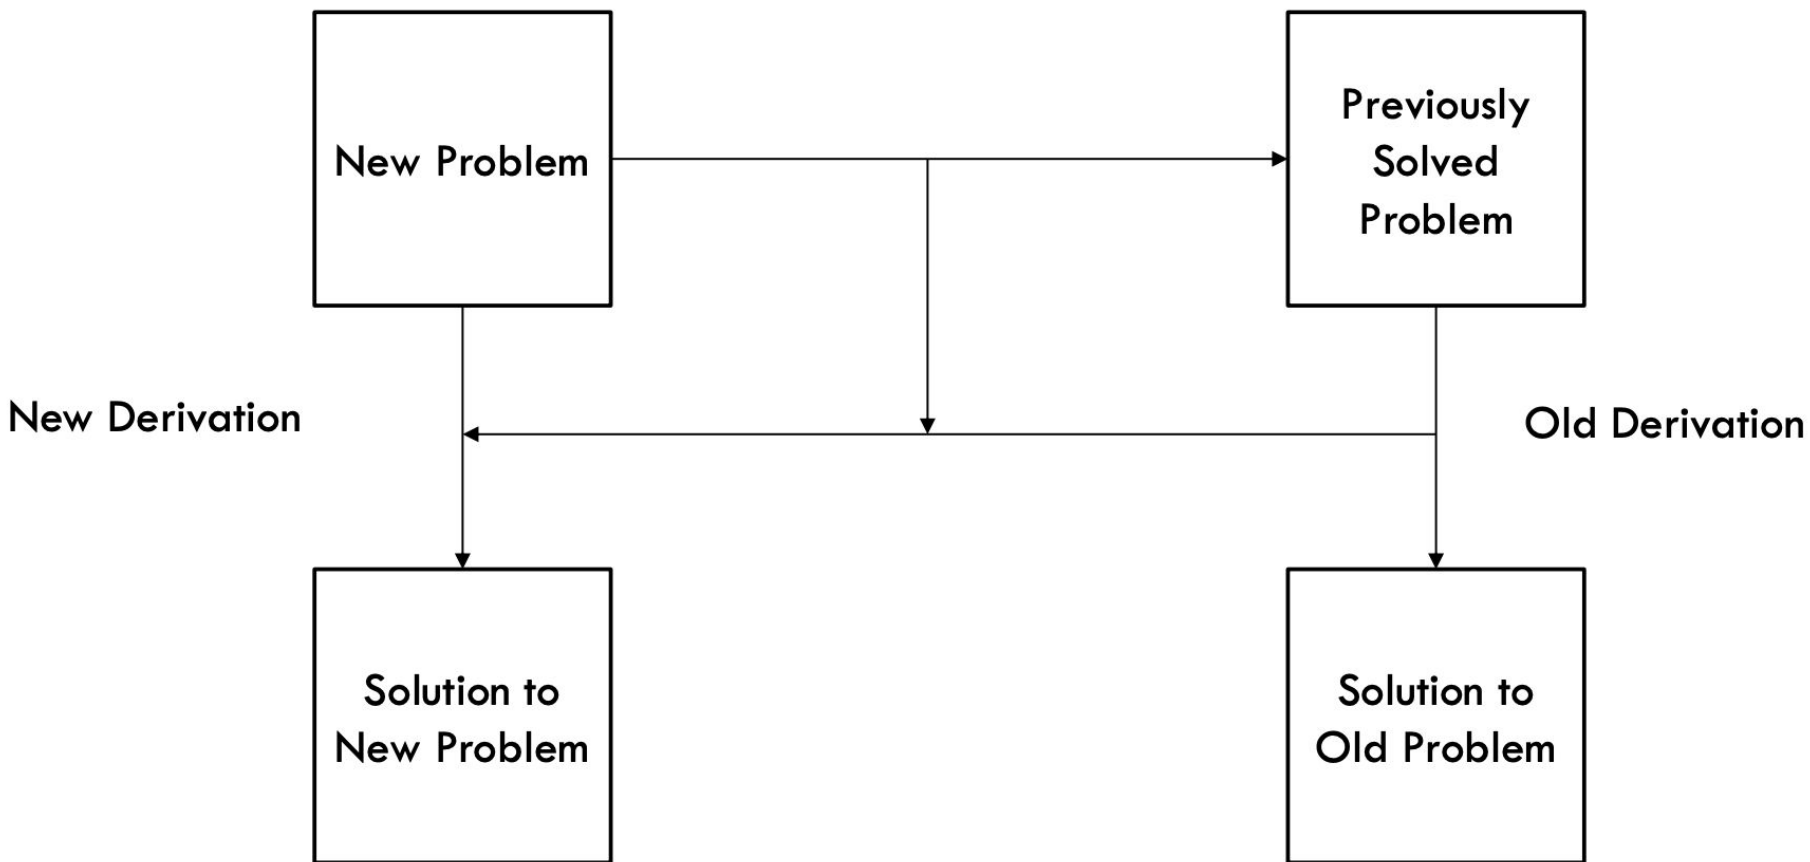 New Problem
Previously
Solved
Problem
New Derivation
Old Derivation
Solution to
New Problem
Solution to
Old Problem